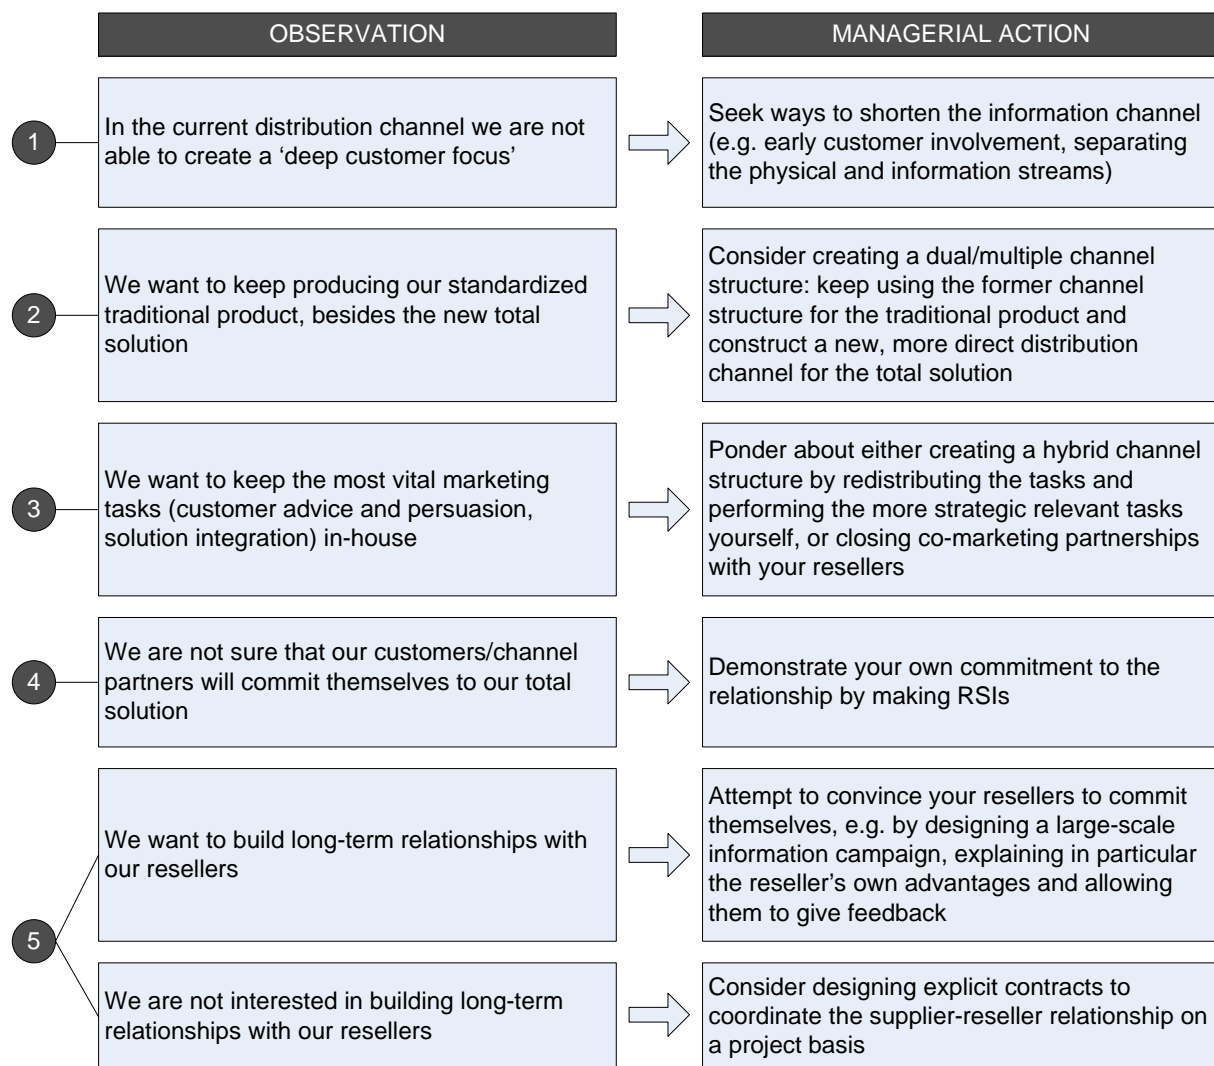 OBSERVATION
MANAGERIAL ACTION
1
In the current distribution channel we are not
able to create a ‘deep customer focus’
Seek ways to shorten the information channel
(e.g. early customer involvement, separating
the physical and information streams)
2
We want to keep producing our standardized
traditional product, besides the new total
solution
Consider creating a dual/multiple channel
structure: keep using the former channel
structure for the traditional product and
construct a new, more direct distribution
channel for the total solution
3
We want to keep the most vital marketing
tasks (customer advice and persuasion,
solution integration) in-house
Ponder about either creating a hybrid channel
structure by redistributing the tasks and
performing the more strategic relevant tasks
yourself, or closing co-marketing partnerships
with your resellers
4
We are not sure that our customers/channel
partners will commit themselves to our total
solution
Demonstrate your own commitment to the
relationship by making RSIs
5
We want to build long-term relationships with
our resellers
Attempt to convince your resellers to commit
themselves, e.g. by designing a large-scale
information campaign, explaining in particular
the reseller’s own advantages and allowing
them to give feedback
We are not interested in building long-term
relationships with our resellers
Consider designing explicit contracts to
coordinate the supplier-reseller relationship on
a project basis